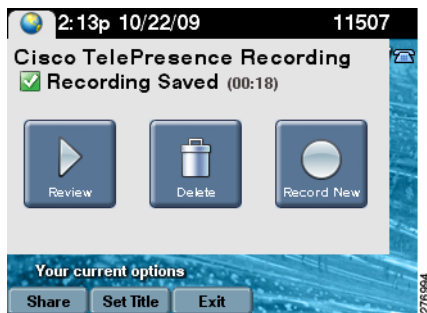 2:13p 10/22/09 11507
Cisco TelePresence Recording
Recording Saved (00:18)
Review Delete Record New
Your current options
Share Set Title Exit
276994